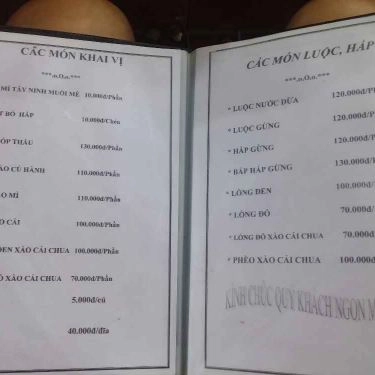 CÁC MÓN KHAI VỊ
***.o.O.o.***
MÌ TÂY NINH MUỐI MÈ 10.000đ/Phần
BÒ HẤP 10.000đ/Chén
THẤU 130.000đ/Phần
XÀO CỦ HÀNH 110.000đ/Phần
MÌ 110.000đ/Phần
CẢI 100.000đ/Phần
ĐEN XÀO CẢI CHUA 100.000đ/Phần
XÀO CẢI CHUA 70.000đ/Phần
5.000đ/củ
40.000đ/dĩa
CÁC MÓN LUỘC, HẤP
***.o.O.o.***
* LUỘC NƯỚC DỪA 120.000đ/P
* LUỘC GỪNG 120.000đ/P
* HẤP GỪNG 120.000đ/P
* BẮP HẤP GỪNG 130.000đ/
* LÒNG ĐEN 100.000đ/
* LÒNG ĐỎ 70.000đ/
* LÒNG ĐỎ XÀO CẢI CHUA 70.000đ/
* PHÈO XÀO CẢI CHUA 100.000đ
KÍNH CHÚC QUÝ KHÁCH NGON M